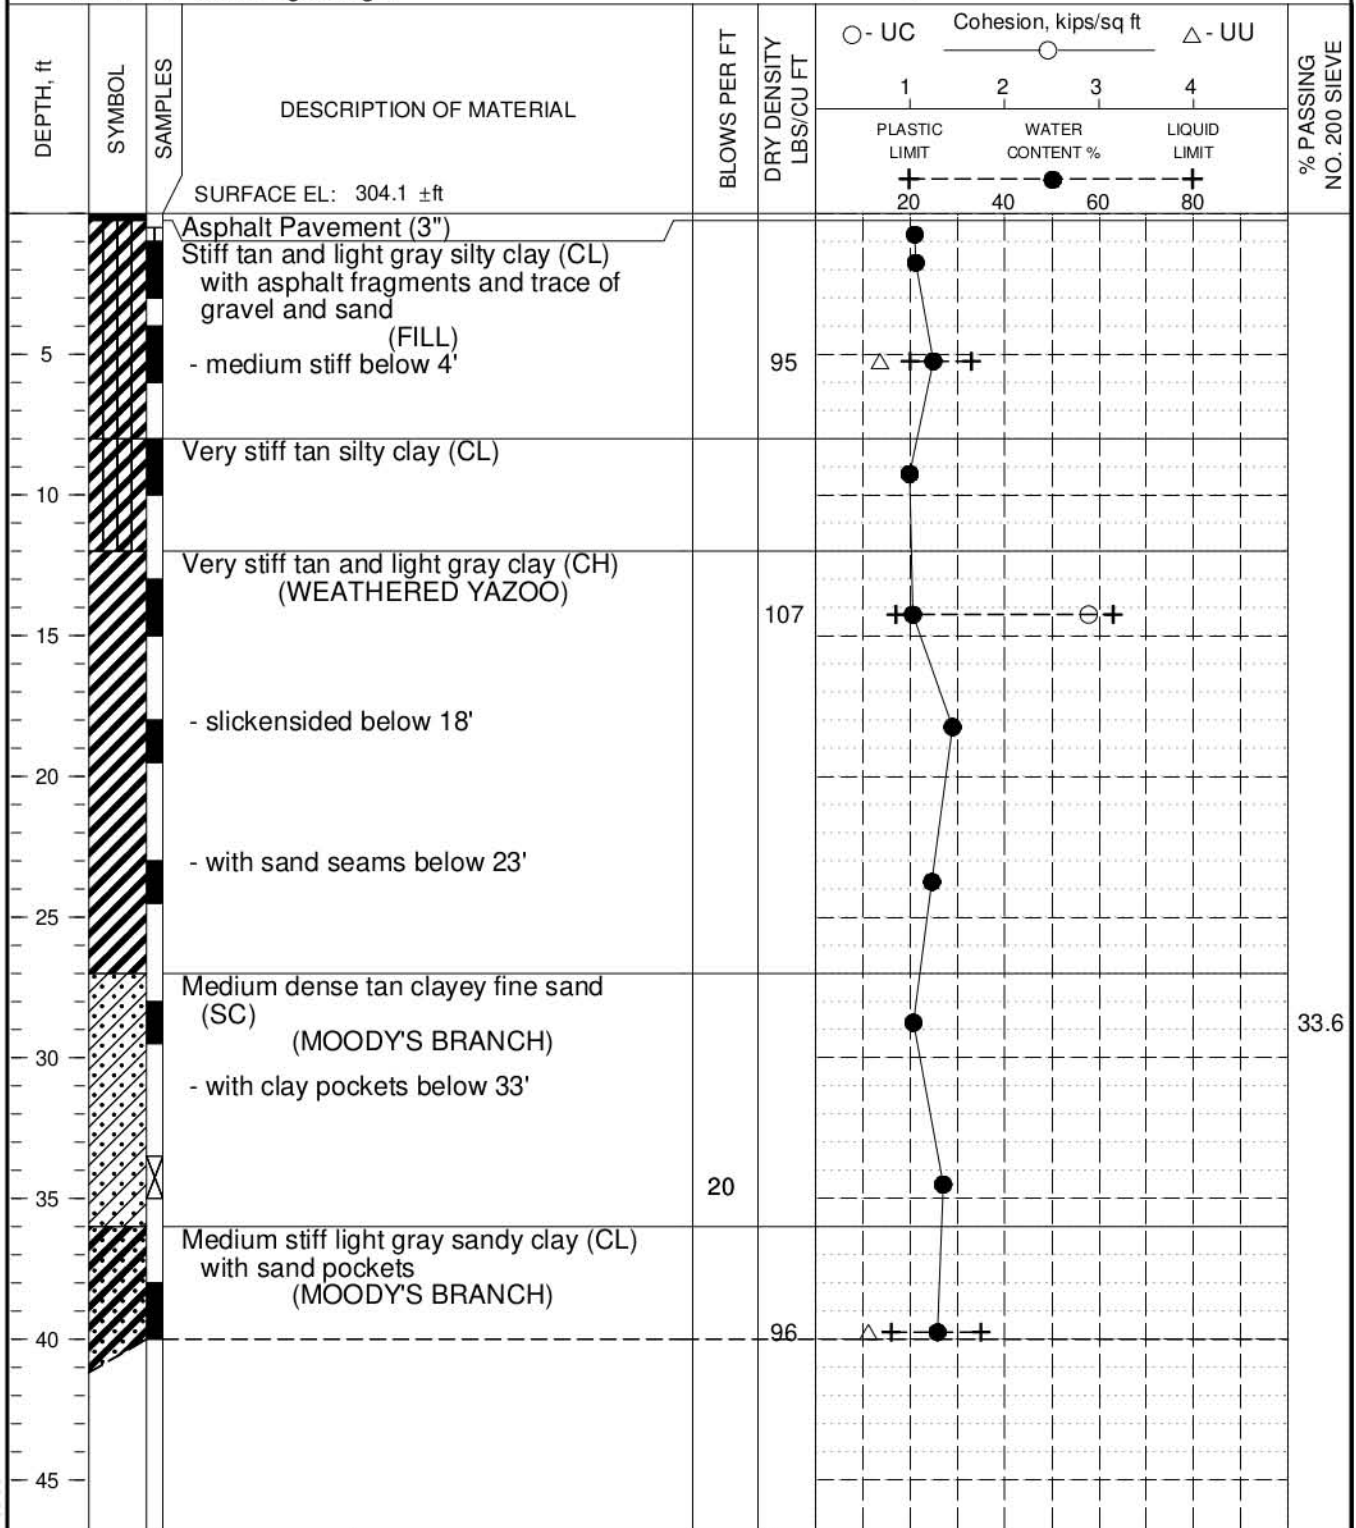 ○ - UC
Cohesion, kips/sq ft
△ - UU
DEPTH, ft
SYMBOL
SAMPLES
DESCRIPTION OF MATERIAL
BLOWS PER FT
DRY DENSITY
LBS/CU FT
1 2 3 4
PLASTIC
LIMIT
WATER
CONTENT %
LIQUID
LIMIT
20 40 60 80
% PASSING
NO. 200 SIEVE
SURFACE EL: 304.1 ±ft
Asphalt Pavement (3")
Stiff tan and light gray silty clay (CL)
with asphalt fragments and trace of
gravel and sand
(FILL)
5
- medium stiff below 4'
95
Very stiff tan silty clay (CL)
10
Very stiff tan and light gray clay (CH)
(WEATHERED YAZOO)
107
15
- slickensided below 18'
20
- with sand seams below 23'
25
Medium dense tan clayey fine sand
(SC)
33.6
(MOODY'S BRANCH)
30
- with clay pockets below 33'
20
35
Medium stiff light gray sandy clay (CL)
with sand pockets
(MOODY'S BRANCH)
40
96
45